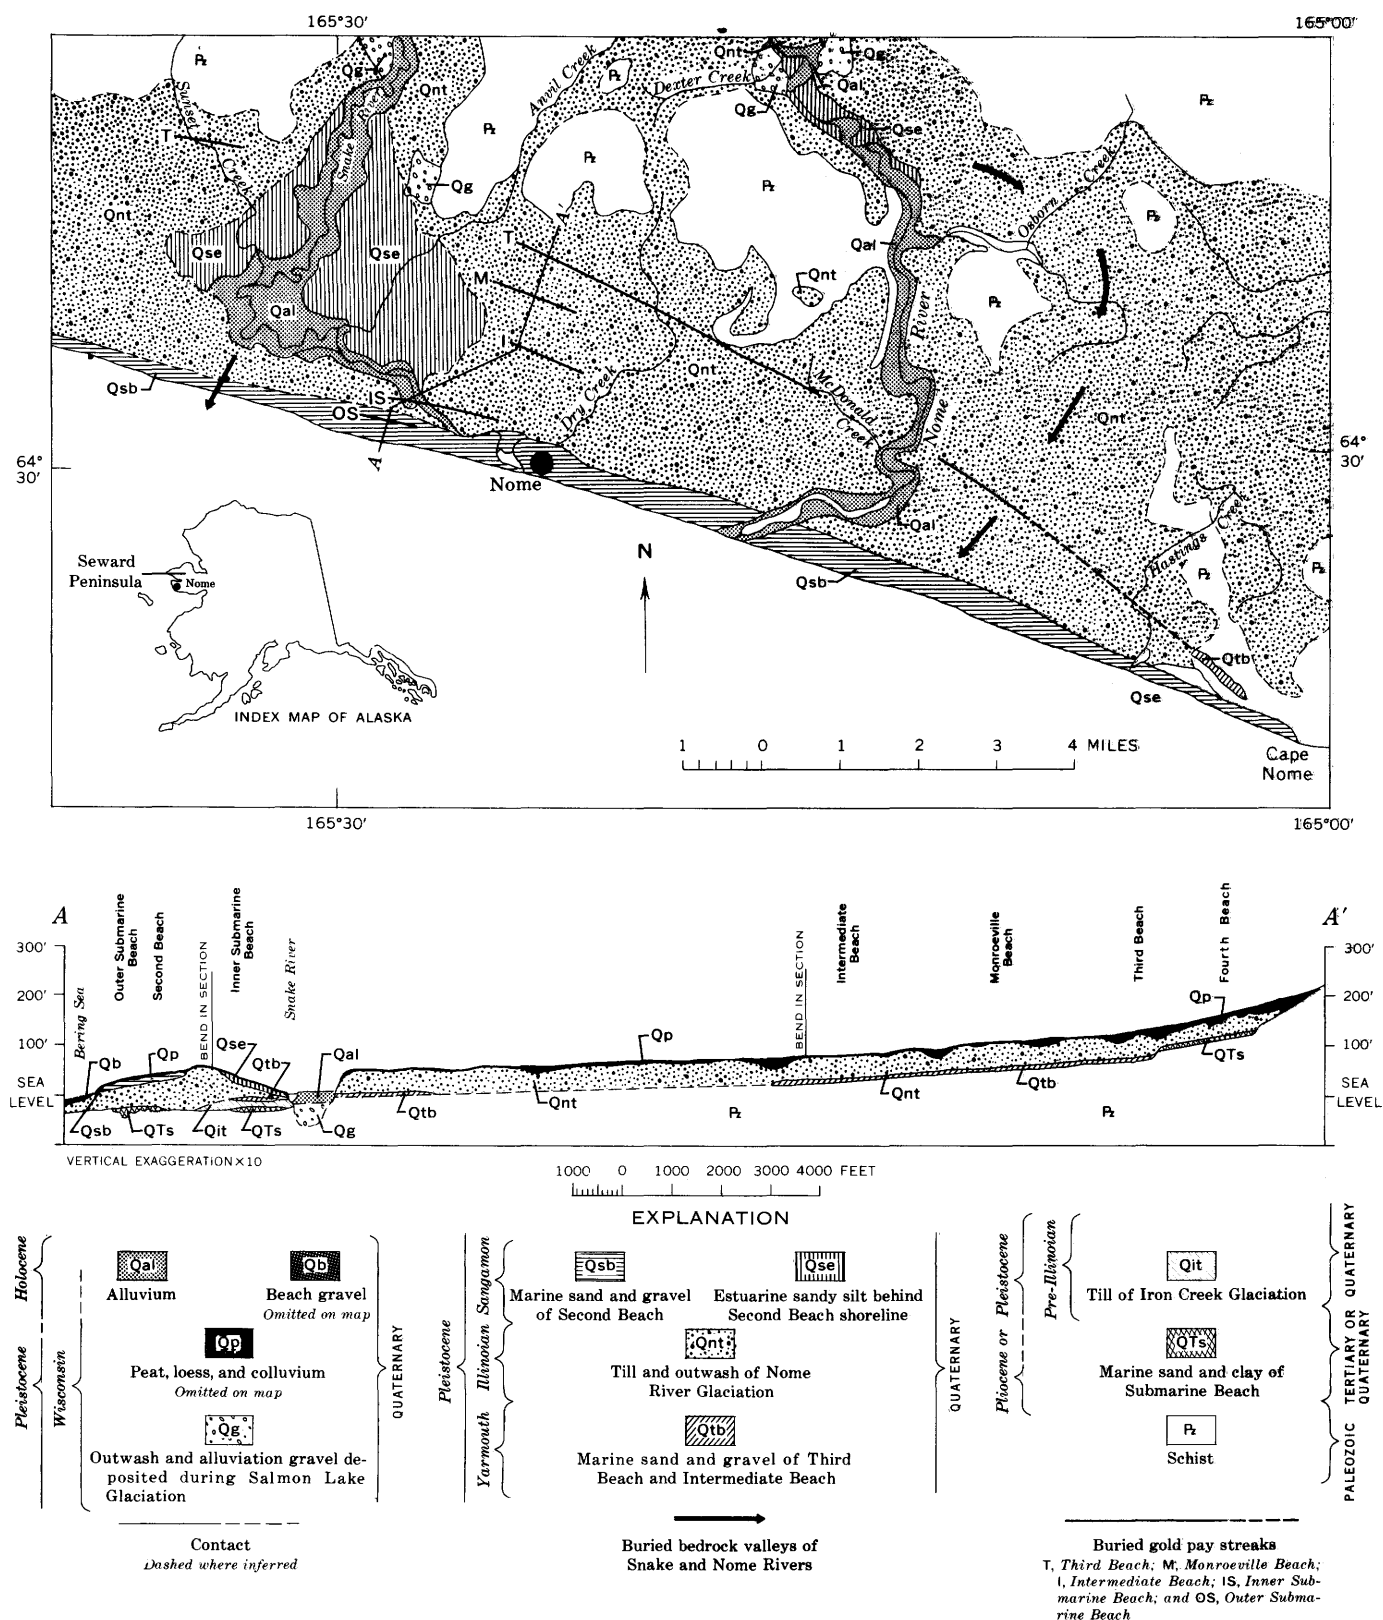 165°30'
165°00'
Pz
Qg
Qnt
Anvil Creek
Pz
Dexter Creek
Qnt
Qg
Qal
Qg
Pz
Sunset
Creek
T
Snake
River
Pz
Pz
Pz
Qse
Osborn Creek
Pz
Qg
Qnt
Qse
Qse
A'
T
M
Qal
Qnt
Pz
River
Qal
I
Qnt
Qsb
IS
OS
A
Dry Creek
McDonald
Creek
Nome
Qnt
64°
30'
64°
30'
Nome
Qal
Hastings Creek
Pz
Pz
N
Qsb
Seward
Peninsula
Nome
Qtb
Qse
INDEX MAP OF ALASKA
1 0 1 2 3 4 MILES
Cape
Nome
165°30'
165°00'
A
A'
Outer Submarine
Beach
Second Beach
BEND IN SECTION
Inner Submarine
Beach
Snake River
BEND IN SECTION
Intermediate
Beach
Monroeville
Beach
Third Beach
Fourth Beach
Bering Sea
300'
200'
100'
SEA
LEVEL
300'
200'
100'
SEA
LEVEL
Qb
Qp
Qse
Qtb
Qal
Qp
Qp
Qsb
QTs
Qit
QTs
Qg
Qtb
Qnt
Pz
Qnt
Qtb
Pz
QTs
VERTICAL EXAGGERATION×10
1000 0 1000 2000 3000 4000 FEET
EXPLANATION
Holocene
Pleistocene
Wisconsin
Qal
Alluvium
Qb
Beach gravel
Omitted on map
Qp
Peat, loess, and colluvium
Omitted on map
Qg
Outwash and alluviation gravel de-
posited during Salmon Lake
Glaciation
QUATERNARY
Contact
Dashed where inferred
Pleistocene
Sangamon
Illinoian
Yarmouth
Qsb
Marine sand and gravel
of Second Beach
Qse
Estuarine sandy silt behind
Second Beach shoreline
Qnt
Till and outwash of Nome
River Glaciation
Qtb
Marine sand and gravel of Third
Beach and Intermediate Beach
QUATERNARY
Buried bedrock valleys of
Snake and Nome Rivers
Pliocene or Pleistocene
Pre-Illinoian
Qit
Till of Iron Creek Glaciation
QTs
Marine sand and clay of
Submarine Beach
Pz
Schist
QUATERNARY
TERTIARY OR
QUATERNARY
PALEOZOIC
Buried gold pay streaks
T, Third Beach; M, Monroeville Beach;
I, Intermediate Beach; IS, Inner Sub-
marine Beach; and OS, Outer Subma-
rine Beach